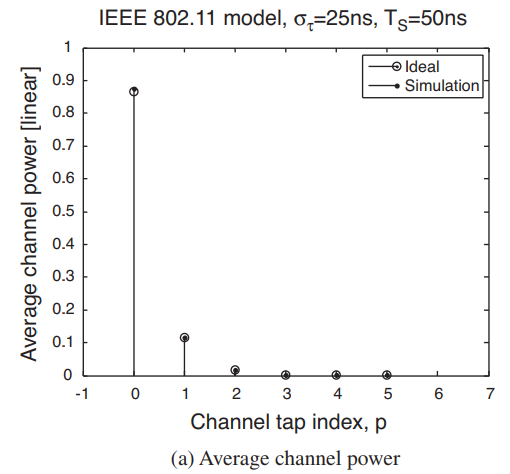 IEEE 802.11 model, στ=25ns, TS=50ns
Ideal
Simulation
Average channel power [linear]
1
0.9
0.8
0.7
0.6
0.5
0.4
0.3
0.2
0.1
0
-1 0 1 2 3 4 5 6 7
Channel tap index, p
(a) Average channel power